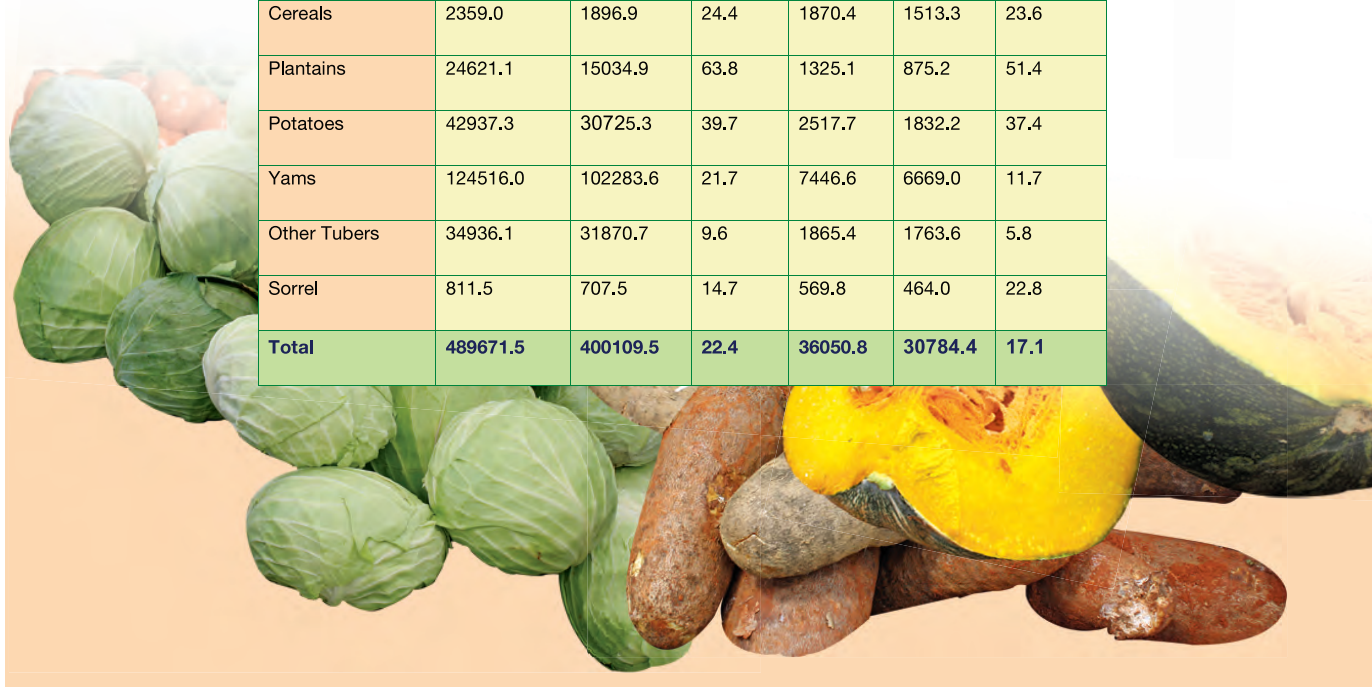 Cereals 2359.0 1896.9 24.4 1870.4 1513.3 23.6
Plantains 24621.1 15034.9 63.8 1325.1 875.2 51.4
Potatoes 42937.3 30725.3 39.7 2517.7 1832.2 37.4
Yams 124516.0 102283.6 21.7 7446.6 6669.0 11.7
Other Tubers 34936.1 31870.7 9.6 1865.4 1763.6 5.8
Sorrel 811.5 707.5 14.7 569.8 464.0 22.8
Total 489671.5 400109.5 22.4 36050.8 30784.4 17.1